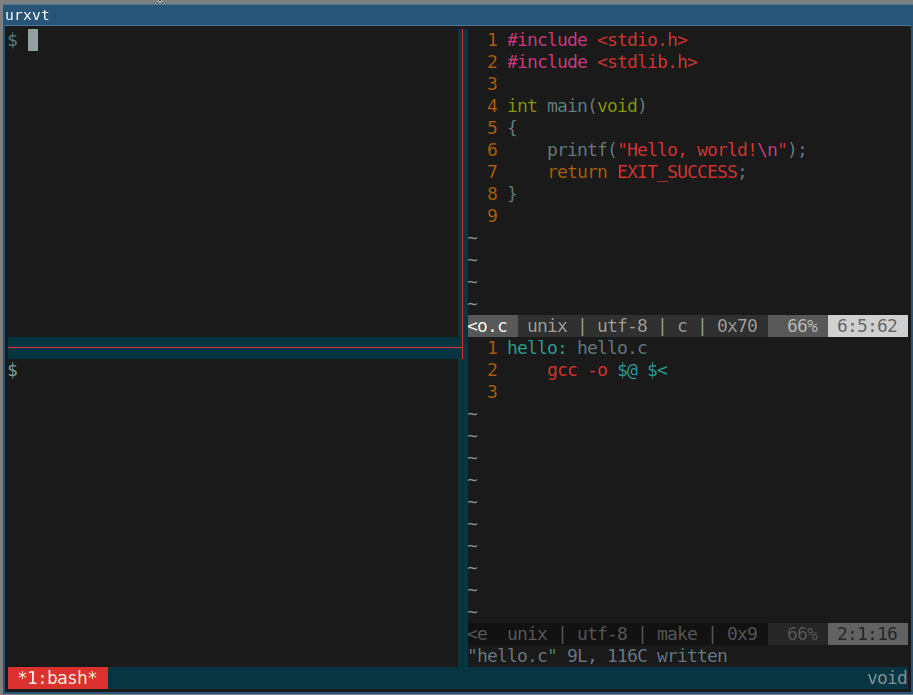 urxvt
$
$
1 #include <stdio.h>
2 #include <stdlib.h>
3
4 int main(void)
5 {
6     printf("Hello, world!\n");
7     return EXIT_SUCCESS;
8 }
9
~
~
~
~
<o.c unix | utf-8 | c | 0x70 66% 6:5:62
1 hello: hello.c
2     gcc -o $@ $<
3
~
~
~
~
~
~
~
~
~
~
<e unix | utf-8 | make | 0x9 66% 2:1:16
"hello.c" 9L, 116C written
*1:bash* void